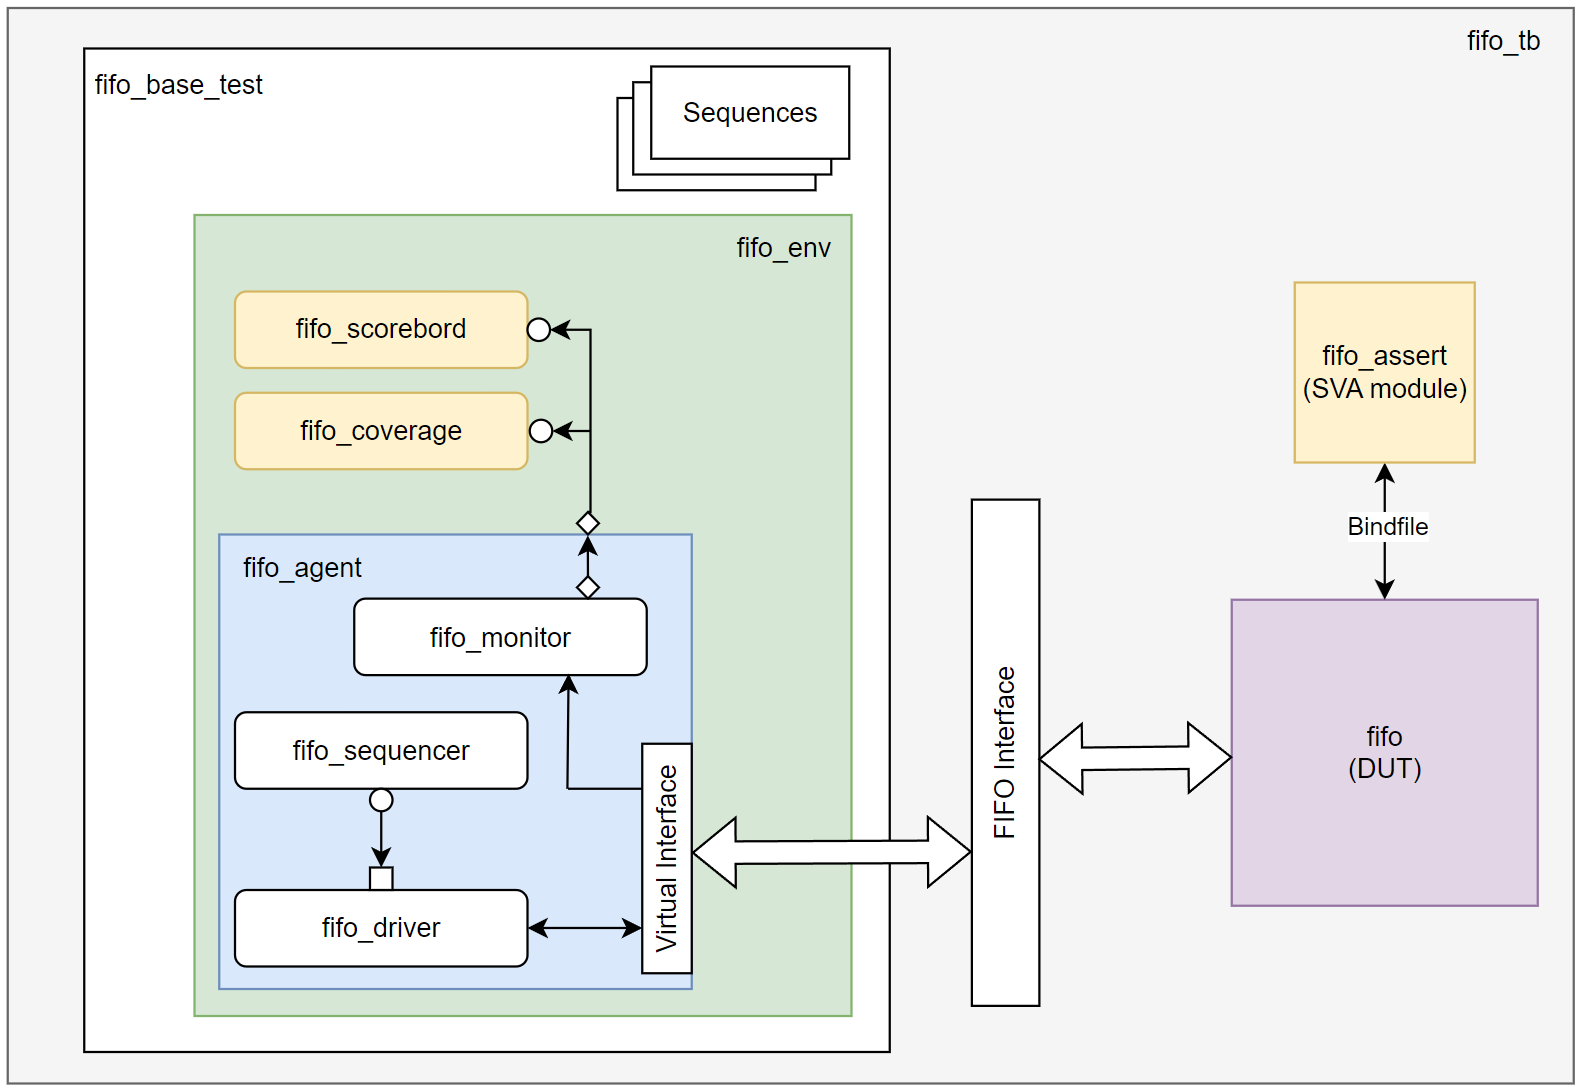 fifo_tb
fifo_base_test
Sequences
fifo_env
fifo_scorebord
fifo_coverage
fifo_assert
(SVA module)
Bindfile
fifo_agent
fifo_monitor
fifo_sequencer
fifo_driver
Virtual Interface
FIFO Interface
fifo
(DUT)